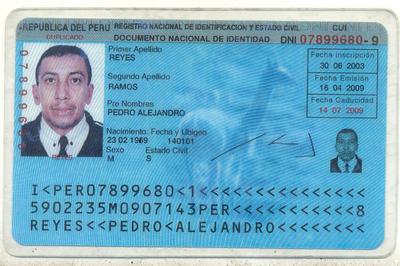 REPUBLICA DEL PERU REGISTRO NACIONAL DE IDENTIFICACION Y ESTADO CIVIL CUI
DUPLICADO DOCUMENTO NACIONAL DE IDENTIDAD DNI 07899680-9
07899680
Primer Apellido
REYES
Segundo Apellido
RAMOS
Pre Nombres
PEDRO ALEJANDRO
Nacimiento: Fecha y Ubigeo
23 02 140101
Sexo Estado Civil
M S
Fecha Inscripción
30 06 2003
Fecha Emisión
16 04 2009
Fecha Caducidad
14 07 2009
REYES
I<PER07899680<1<<<<<<<<<<<<<<<
5902235M0907143PER<<<<<<<<<<<8
REYES<<PEDRO<ALEJANDRO<<<<<<<<